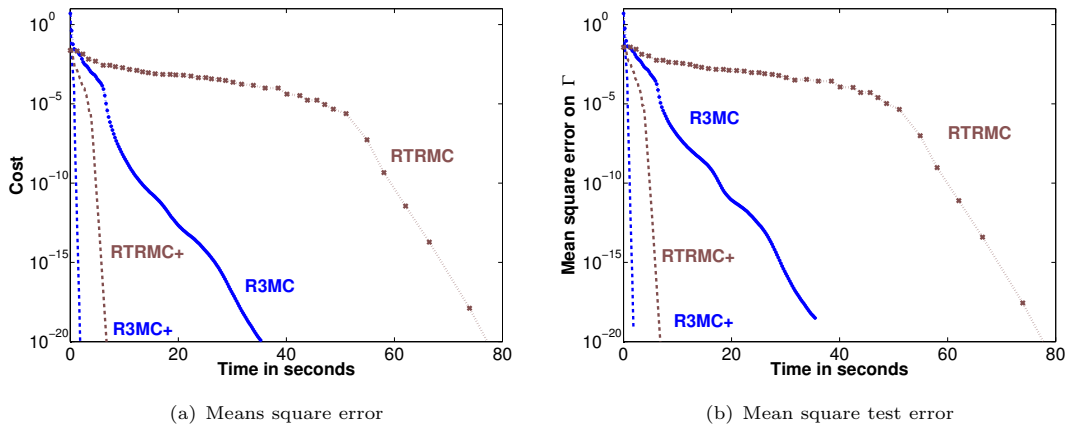 10^0
10^-5
10^-10
10^-15
10^-20
Cost
RTRMC
RTRMC+
R3MC
R3MC+
0 20 40 60 80
Time in seconds
(a) Means square error
10^0
10^-5
10^-10
10^-15
10^-20
Mean square error on Γ
R3MC
RTRMC
RTRMC+
R3MC+
0 20 40 60 80
Time in seconds
(b) Mean square test error